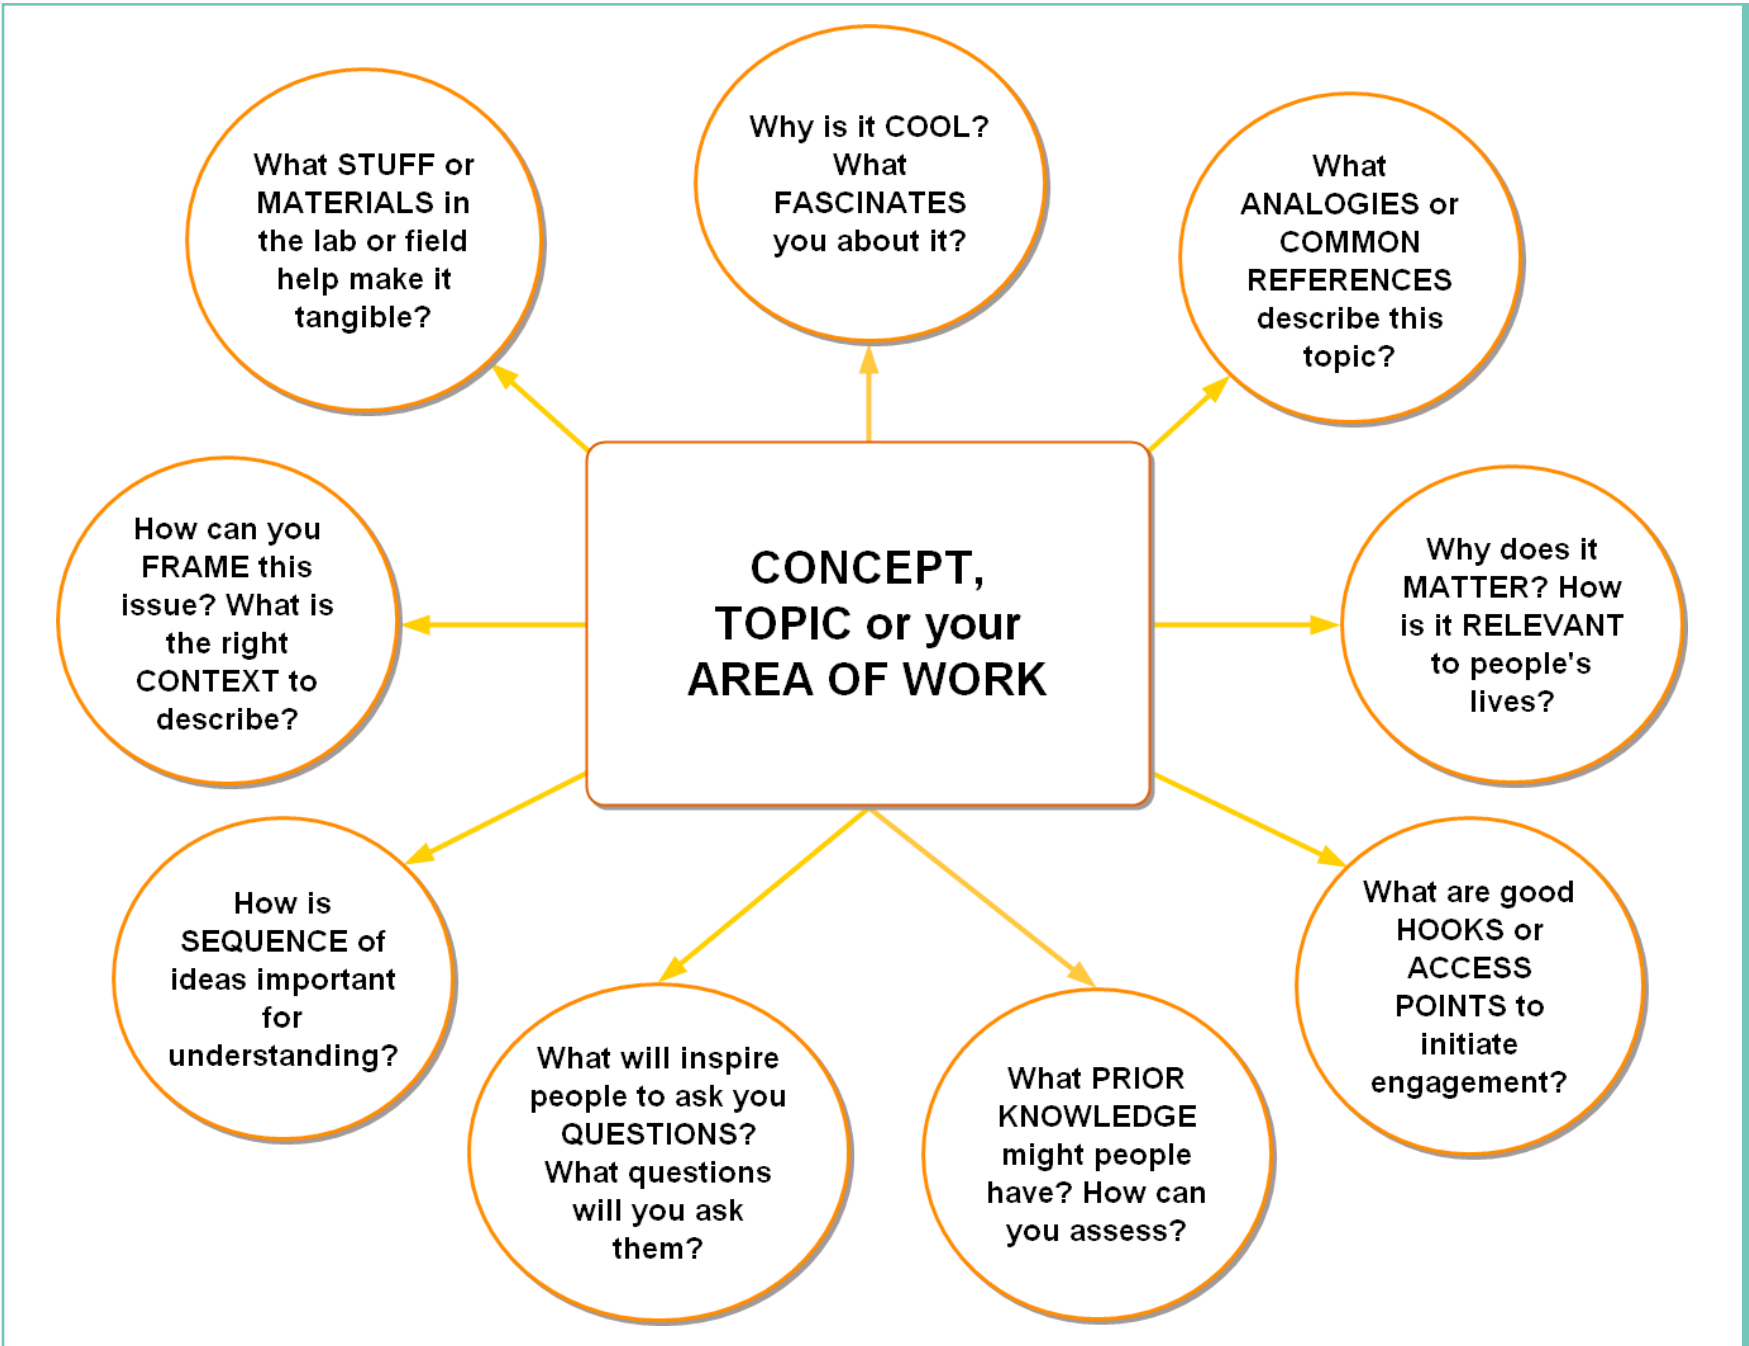 Why is it COOL?
What
FASCINATES
you about it?
What STUFF or
MATERIALS in
the lab or field
help make it
tangible?
What
ANALOGIES or
COMMON
REFERENCES
describe this
topic?
How can you
FRAME this
issue? What is
the right
CONTEXT to
describe?
CONCEPT,
TOPIC or your
AREA OF WORK
Why does it
MATTER? How
is it RELEVANT
to people's
lives?
How is
SEQUENCE of
ideas important
for
understanding?
What are good
HOOKS or
ACCESS
POINTS to
initiate
engagement?
What will inspire
people to ask you
QUESTIONS?
What questions
will you ask
them?
What PRIOR
KNOWLEDGE
might people
have? How can
you assess?